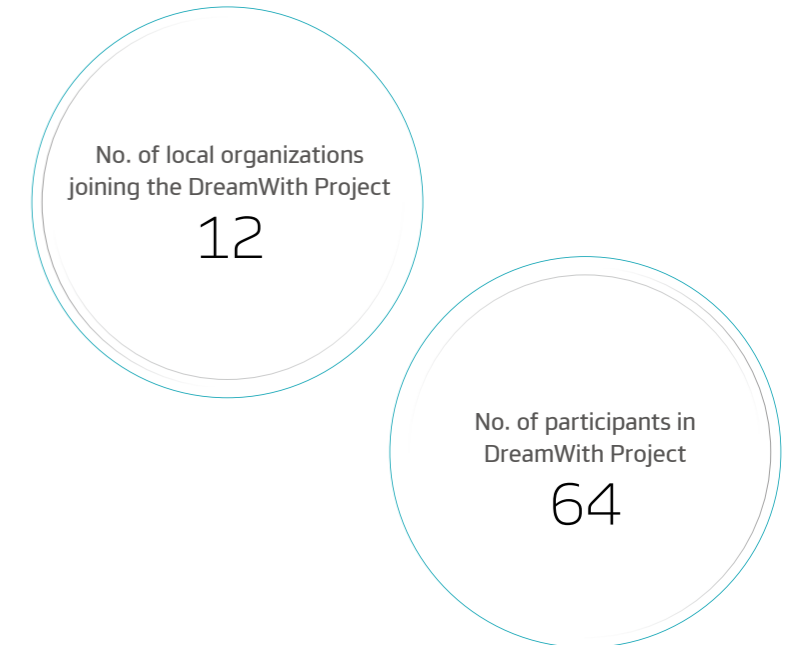 No. of local organizations
joining the DreamWith Project
12
No. of participants in
DreamWith Project
64